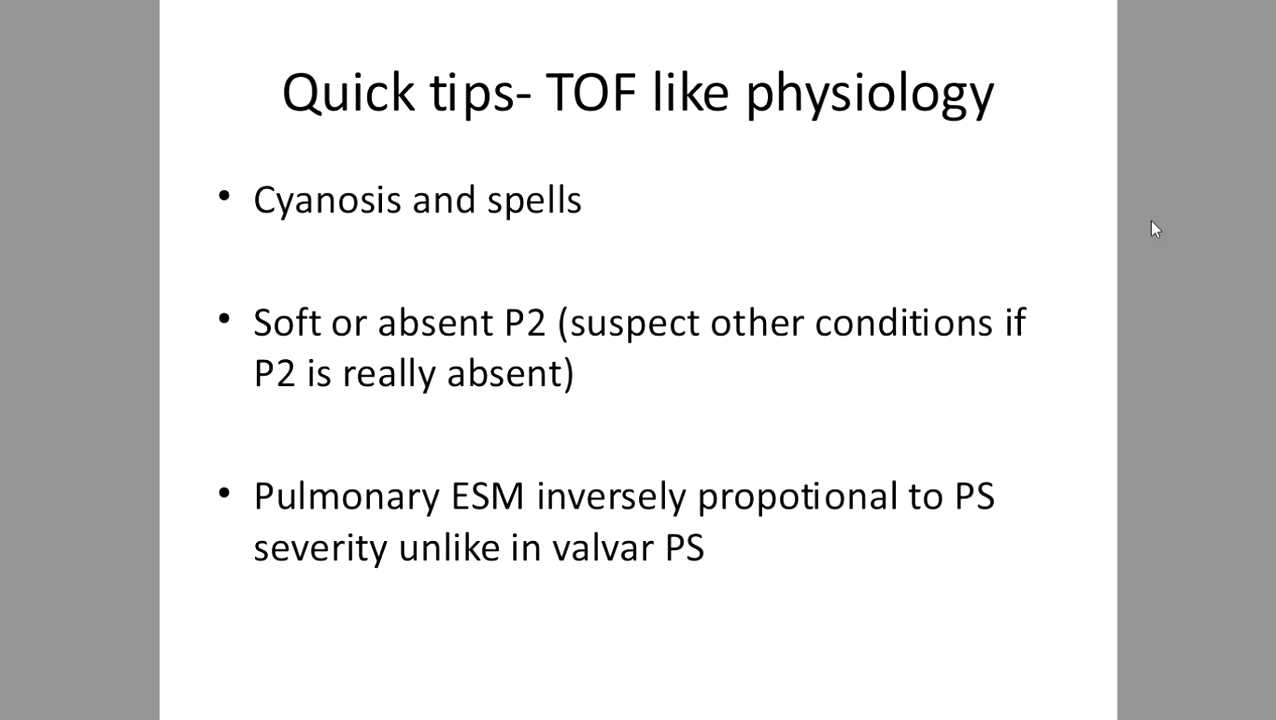 Quick tips- TOF like physiology
• Cyanosis and spells
• Soft or absent P2 (suspect other conditions if
P2 is really absent)
• Pulmonary ESM inversely propotional to PS
severity unlike in valvar PS